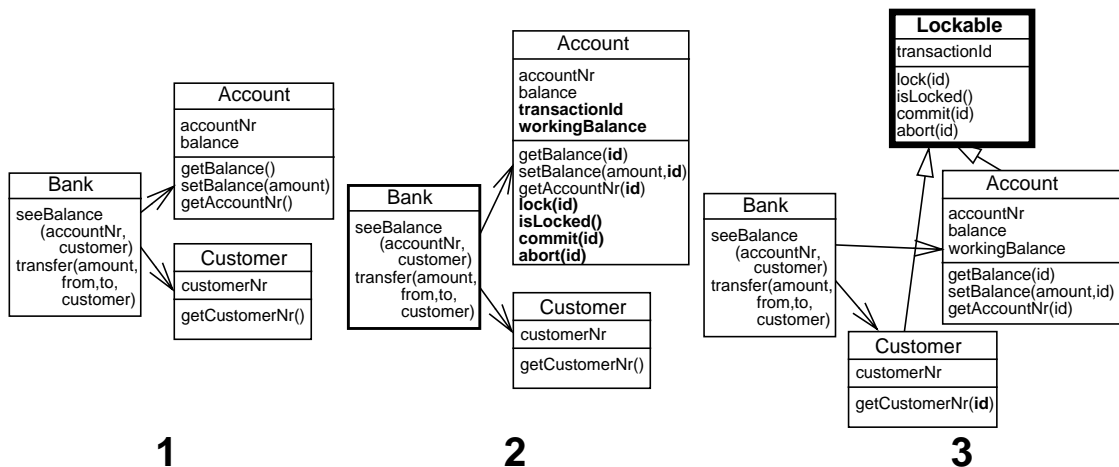 Account
accountNr
balance
getBalance()
setBalance(amount)
getAccountNr()
Bank
seeBalance
(accountNr,
customer)
transfer(amount,
from,to,
customer)
Customer
customerNr
getCustomerNr()
1
Account
accountNr
balance
transactionId
workingBalance
getBalance(id)
setBalance(amount,id)
getAccountNr(id)
lock(id)
isLocked()
commit(id)
abort(id)
Bank
seeBalance
(accountNr,
customer)
transfer(amount,
from,to,
customer)
Customer
customerNr
getCustomerNr()
2
Lockable
transactionId
lock(id)
isLocked()
commit(id)
abort(id)
Bank
seeBalance
(accountNr,
customer)
transfer(amount,
from,to,
customer)
Account
accountNr
balance
workingBalance
getBalance(id)
setBalance(amount,id)
getAccountNr(id)
Customer
customerNr
getCustomerNr(id)
3